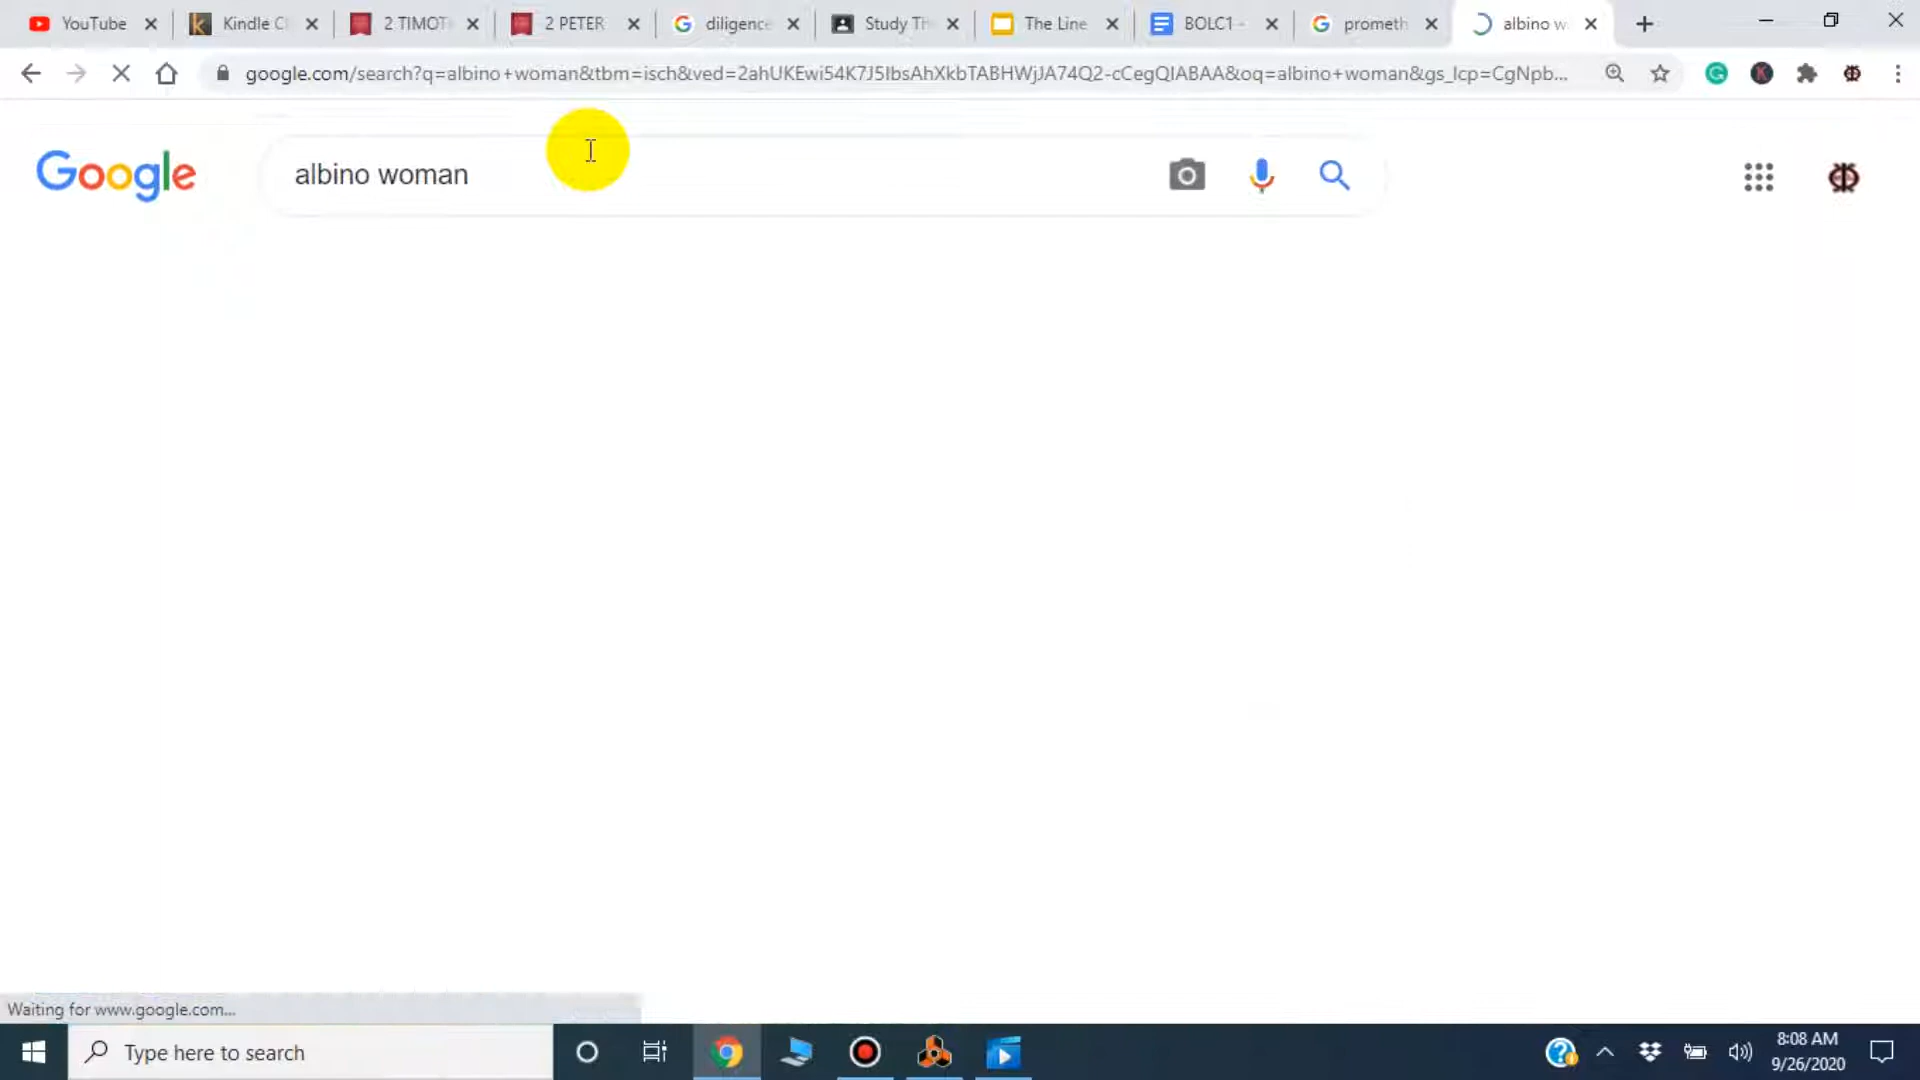 YouTube
Kindle C
2 TIMOT
2 PETER
diligence
Study Th
The Line
BOLC1 -
prometh
albino w
google.com/search?q=albino+woman&tbm=isch&ved=2ahUKEwi54K7J5IbsAhXkbTABHWjJA74Q2-cCegQIABAA&oq=albino+woman&gs_lcp=CgNpb...
Google
albino woman
Waiting for www.google.com...
Type here to search
8:08 AM
9/26/2020